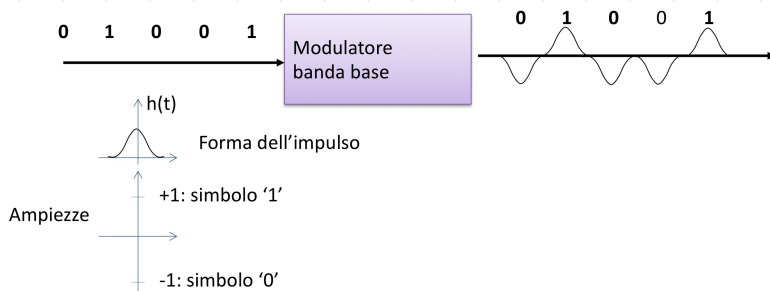 0 1 0 0 1
Modulatore
banda base
0 1 0 0 1
h(t)
Forma dell’impulso
+1: simbolo ‘1’
Ampiezze
-1: simbolo ‘0’